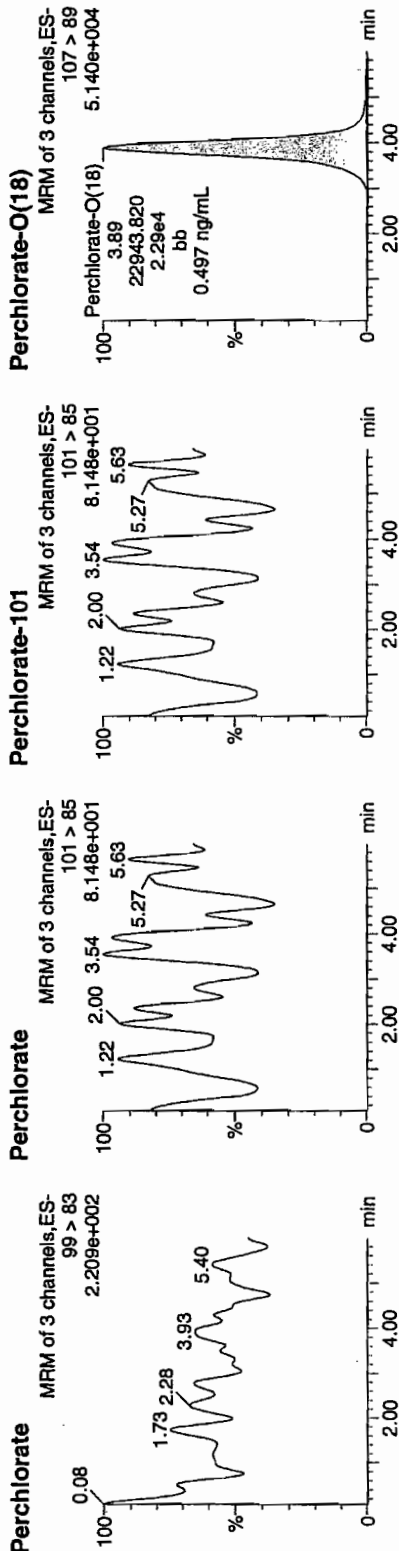 Perchlorate
MRM of 3 channels,ES-
99 > 83
2.209e+002
100
0.08
1.73
2.28
3.93
5.40
%
0
2.00
4.00
min
Perchlorate
MRM of 3 channels,ES-
101 > 85
8.148e+001
100
1.22
2.00
3.54
5.27
5.63
%
0
2.00
4.00
min
Perchlorate-101
MRM of 3 channels,ES-
101 > 85
8.148e+001
100
1.22
2.00
3.54
5.27
5.63
%
0
2.00
4.00
min
Perchlorate-O(18)
MRM of 3 channels,ES-
107 > 89
5.140e+004
100
Perchlorate-O(18)
3.89
22943.820
2.29e4
bb
0.497 ng/mL
%
0
2.00
4.00
min